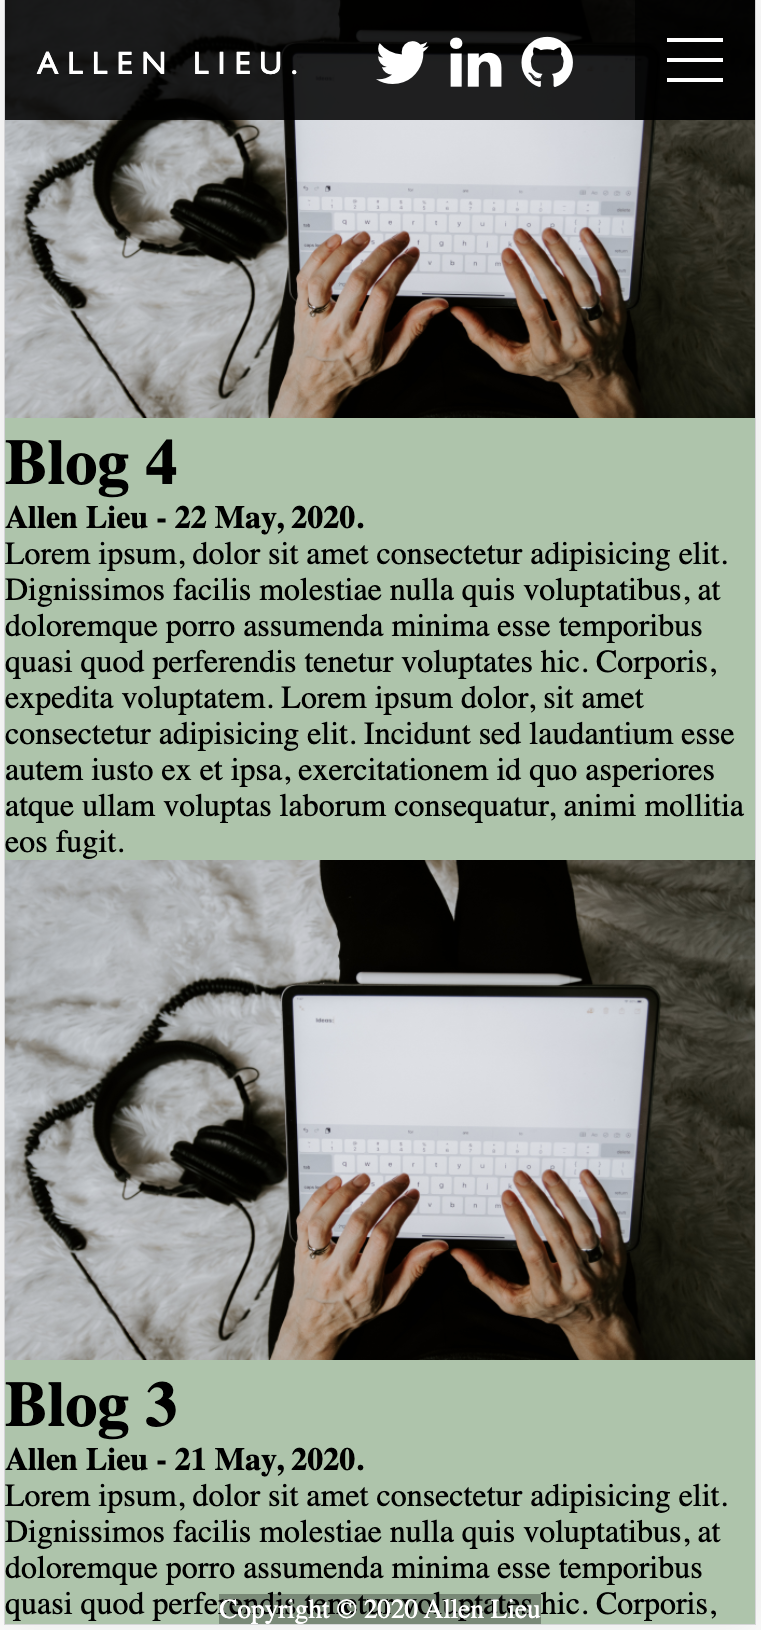 ALLEN LIEU.
Blog 4
Allen Lieu - 22 May, 2020.
Lorem ipsum, dolor sit amet consectetur adipisicing elit.
Dignissimos facilis molestiae nulla quis voluptatibus, at
doloremque porro assumenda minima esse temporibus
quasi quod perferendis tenetur voluptates hic. Corporis,
expedita voluptatem. Lorem ipsum dolor, sit amet
consectetur adipisicing elit. Incidunt sed laudantium esse
autem iusto ex et ipsa, exercitationem id quo asperiores
atque ullam voluptas laborum consequatur, animi mollitia
eos fugit.
Blog 3
Allen Lieu - 21 May, 2020.
Lorem ipsum, dolor sit amet consectetur adipisicing elit.
Dignissimos facilis molestiae nulla quis voluptatibus, at
doloremque porro assumenda minima esse temporibus
quasi quod perferendis tenetur voluptates hic. Corporis,
Copyright © 2020 Allen Lieu